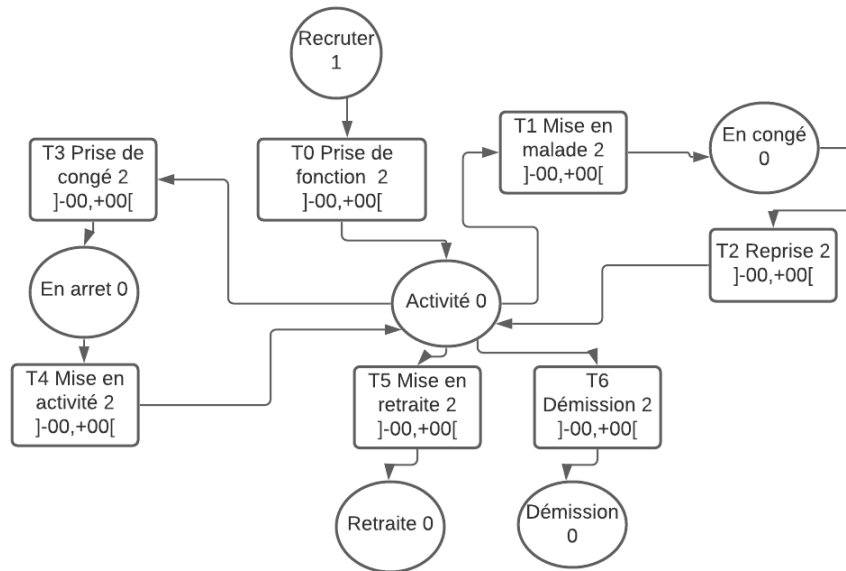 Recruter
1
T3 Prise de
congé 2
]-00,+00[
T0 Prise de
fonction 2
]-00,+00[
T1 Mise en
malade 2
]-00,+00[
En congé
0
T2 Reprise 2
]-00,+00[
En arret 0
Activité 0
T4 Mise en
activité 2
]-00,+00[
T5 Mise en
retraite 2
]-00,+00[
T6
Démission 2
]-00,+00[
Retraite 0
Démission
0